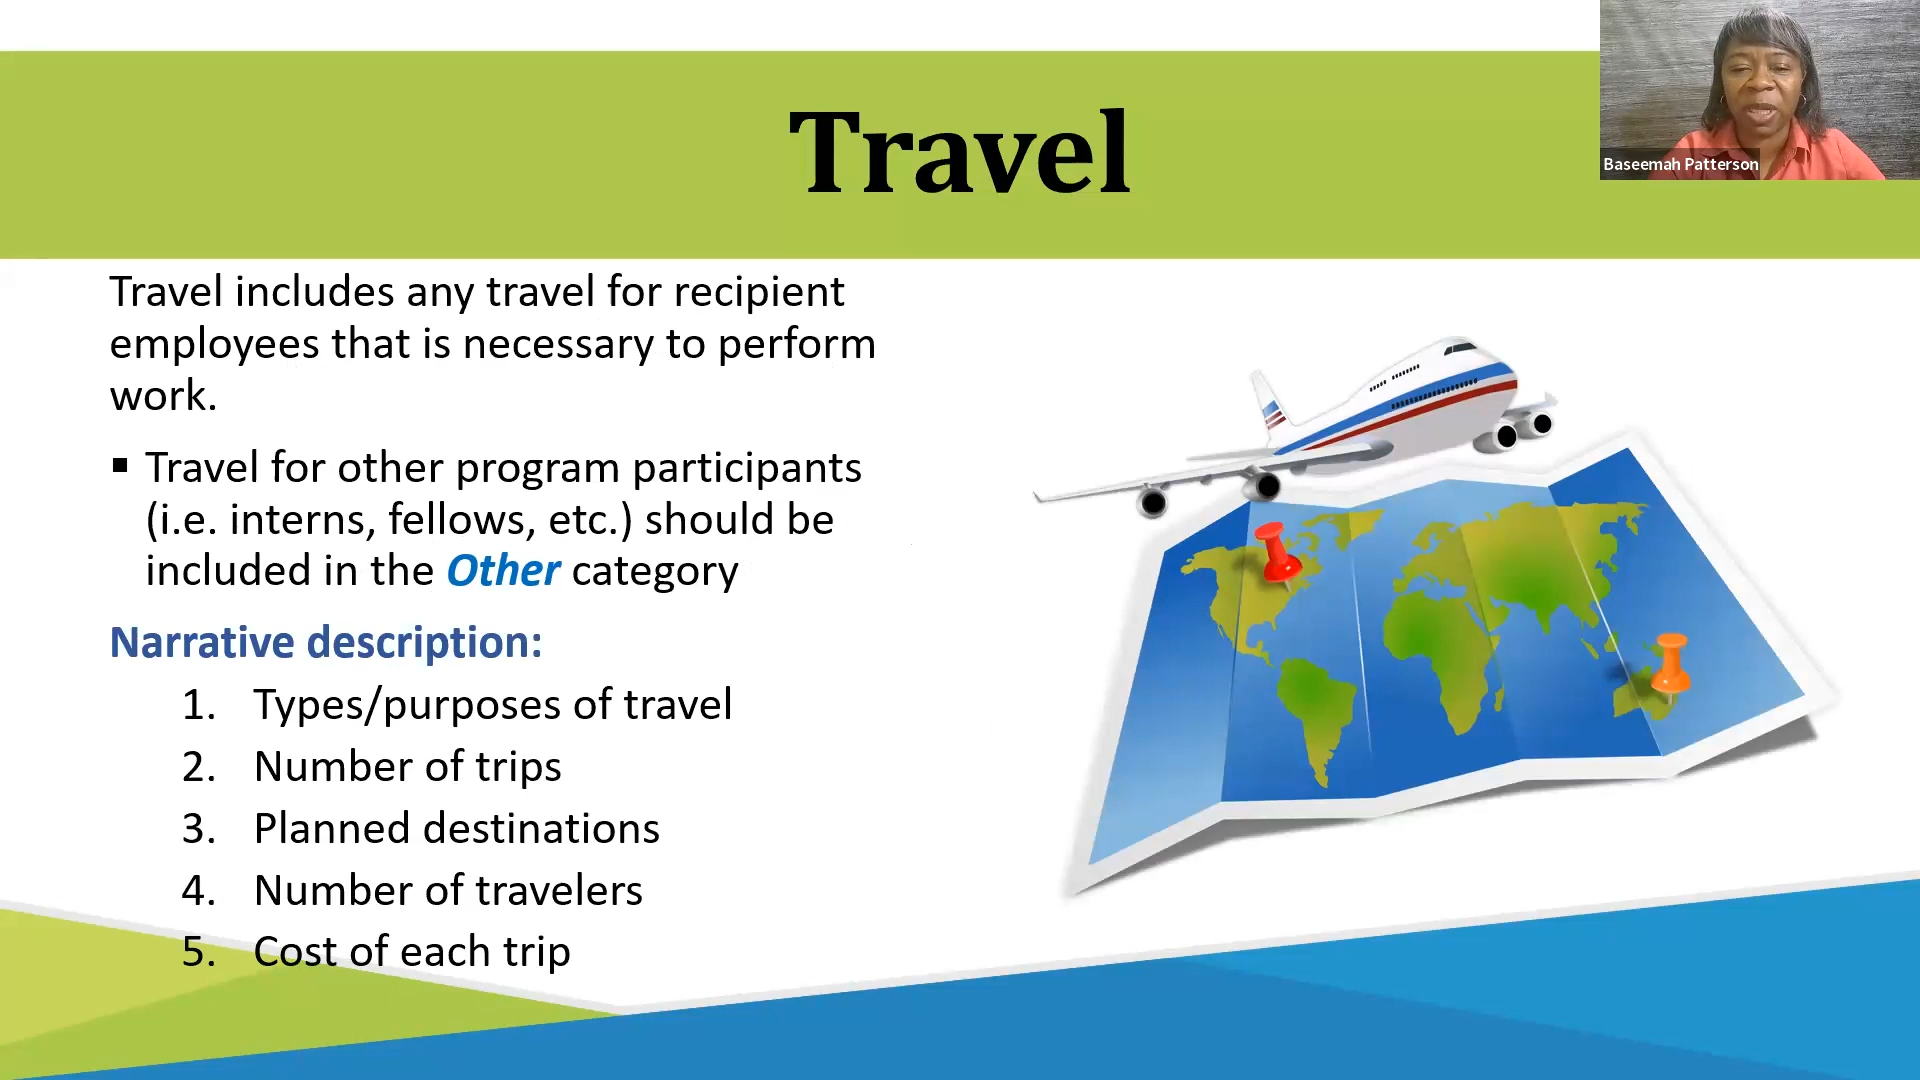 Travel
Baseemah Patterson
Travel includes any travel for recipient
employees that is necessary to perform
work.
▪ Travel for other program participants
(i.e. interns, fellows, etc.) should be
included in the Other category
Narrative description:
1. Types/purposes of travel
2. Number of trips
3. Planned destinations
4. Number of travelers
5. Cost of each trip